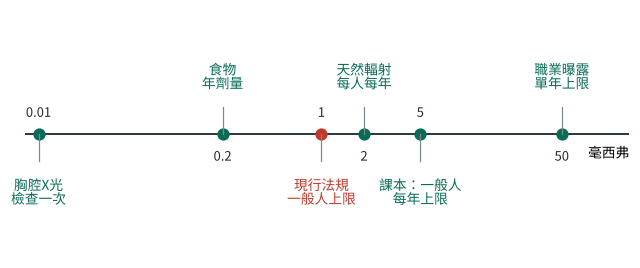 食物
年劑量
天然輻射
每人每年
職業曝露
單年上限
0.01
1
5
0.2
2
50
毫西弗
胸腔X光
檢查一次
現行法規
一般人上限
課本：一般人
每年上限